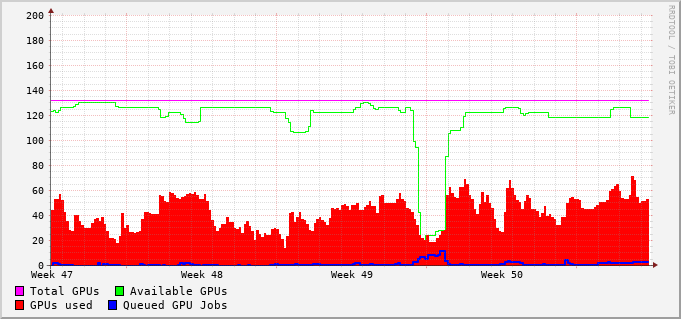 200
180
160
140
120
100
80
60
40
20
0
Week 47 Week 48 Week 49 Week 50
Total GPUs Available GPUs
GPUs used Queued GPU Jobs
RRDTOOL / TOBI OETIKER